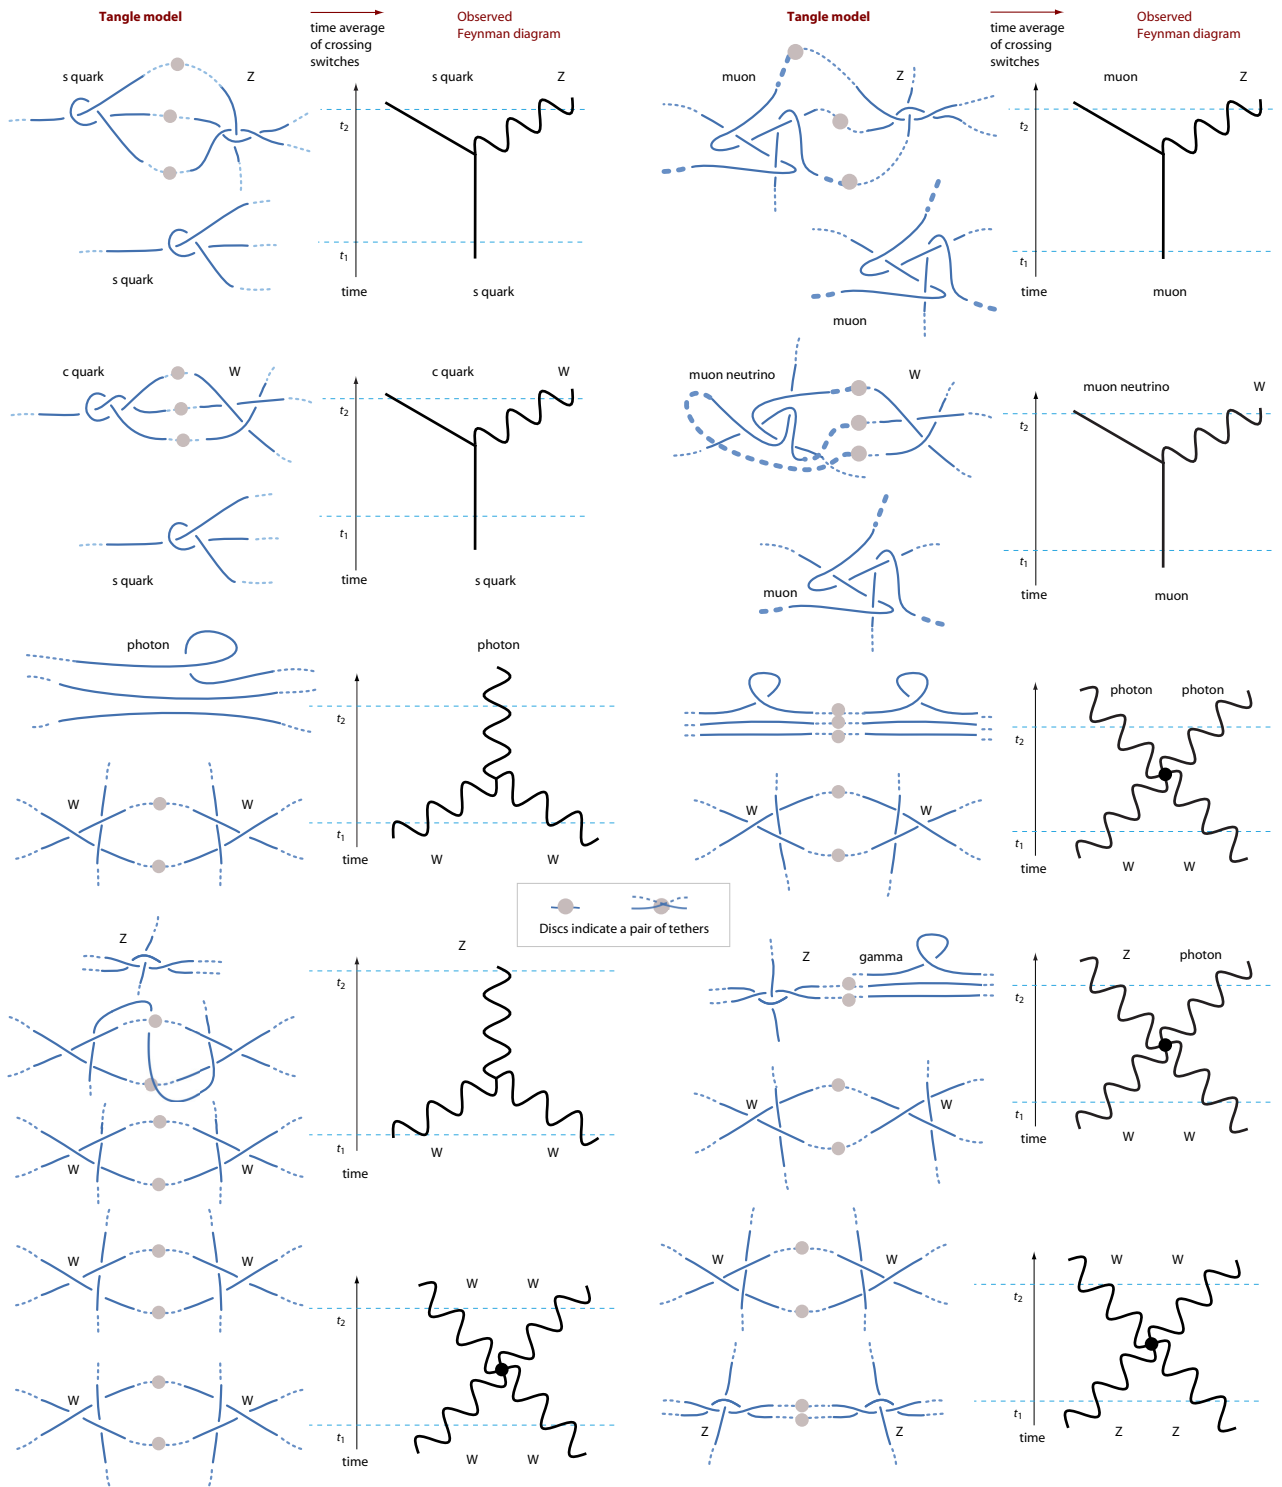 Tangle model
time average
of crossing
switches
Observed
Feynman diagram
s quark
Z
s quark
Z
t2
s quark
t1
time
s quark
c quark
W
c quark
W
t2
s quark
t1
time
s quark
photon
photon
t2
W
W
t1
time
W
W
Z
Z
t2
W
W
t1
time
W
W
W
W
W
W
t2
W
W
t1
time
W
W
Tangle model
time average
of crossing
switches
Observed
Feynman diagram
muon
Z
muon
Z
t2
muon
t1
time
muon
muon neutrino
W
muon neutrino
W
t2
muon
t1
time
muon
photon
photon
t2
W
W
t1
time
W
W
Discs indicate a pair of tethers
Z
gamma
Z
photon
t2
W
W
t1
time
W
W
W
W
W
W
t2
Z
Z
t1
time
Z
Z